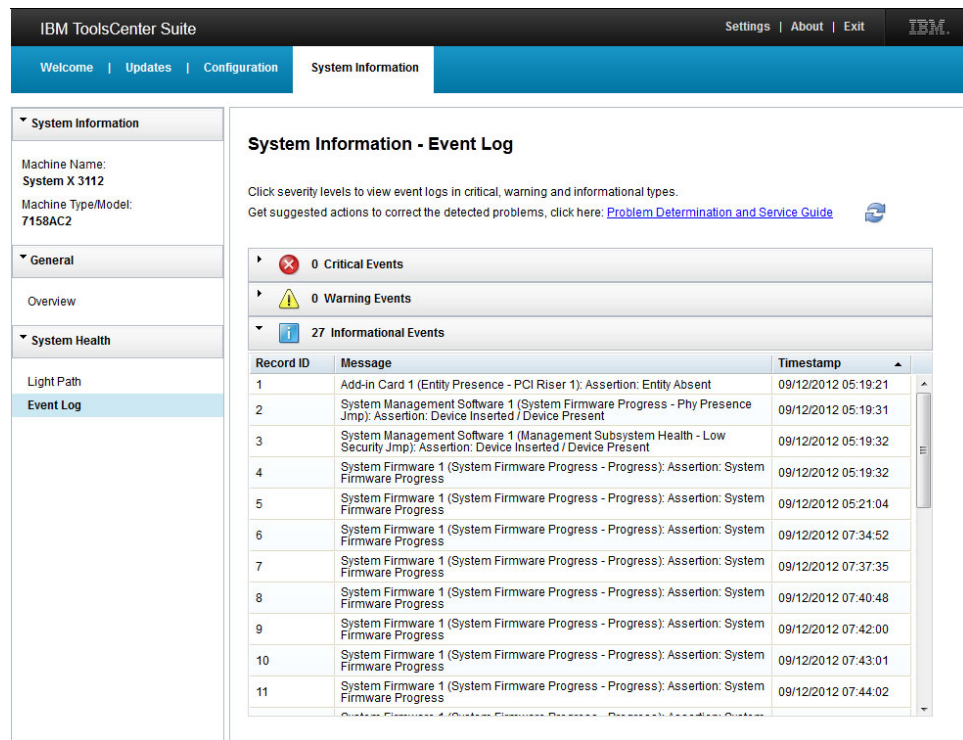 IBM ToolsCenter Suite
Settings | About | Exit
IBM.
Welcome | Updates | Configuration
System Information
System Information
Machine Name:
System X 3112
Machine Type/Model:
7158AC2
General
Overview
System Health
Light Path
Event Log
System Information - Event Log
Click severity levels to view event logs in critical, warning and informational types.
Get suggested actions to correct the detected problems, click here: Problem Determination and Service Guide
0 Critical Events
0 Warning Events
27 Informational Events
Record ID Message Timestamp
1 Add-in Card 1 (Entity Presence - PCI Riser 1): Assertion: Entity Absent 09/12/2012 05:19:21
2 System Management Software 1 (System Firmware Progress - Phy Presence
Jmp): Assertion: Device Inserted / Device Present 09/12/2012 05:19:31
3 System Management Software 1 (Management Subsystem Health - Low
Security Jmp): Assertion: Device Inserted / Device Present 09/12/2012 05:19:32
4 System Firmware 1 (System Firmware Progress - Progress): Assertion: System
Firmware Progress 09/12/2012 05:19:32
5 System Firmware 1 (System Firmware Progress - Progress): Assertion: System
Firmware Progress 09/12/2012 05:21:04
6 System Firmware 1 (System Firmware Progress - Progress): Assertion: System
Firmware Progress 09/12/2012 07:34:52
7 System Firmware 1 (System Firmware Progress - Progress): Assertion: System
Firmware Progress 09/12/2012 07:37:35
8 System Firmware 1 (System Firmware Progress - Progress): Assertion: System
Firmware Progress 09/12/2012 07:40:48
9 System Firmware 1 (System Firmware Progress - Progress): Assertion: System
Firmware Progress 09/12/2012 07:42:00
10 System Firmware 1 (System Firmware Progress - Progress): Assertion: System
Firmware Progress 09/12/2012 07:43:01
11 System Firmware 1 (System Firmware Progress - Progress): Assertion: System
Firmware Progress 09/12/2012 07:44:02